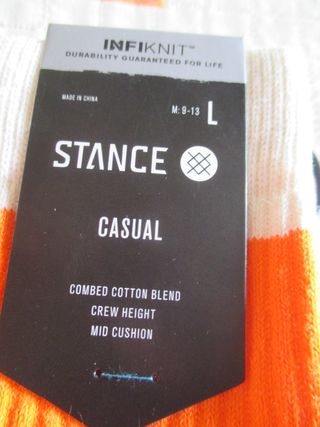 INFIKNIT™
DURABILITY GUARANTEED FOR LIFE
MADE IN CHINA
M: 9-13 L
STANCE
CASUAL
COMBED COTTON BLEND
CREW HEIGHT
MID CUSHION